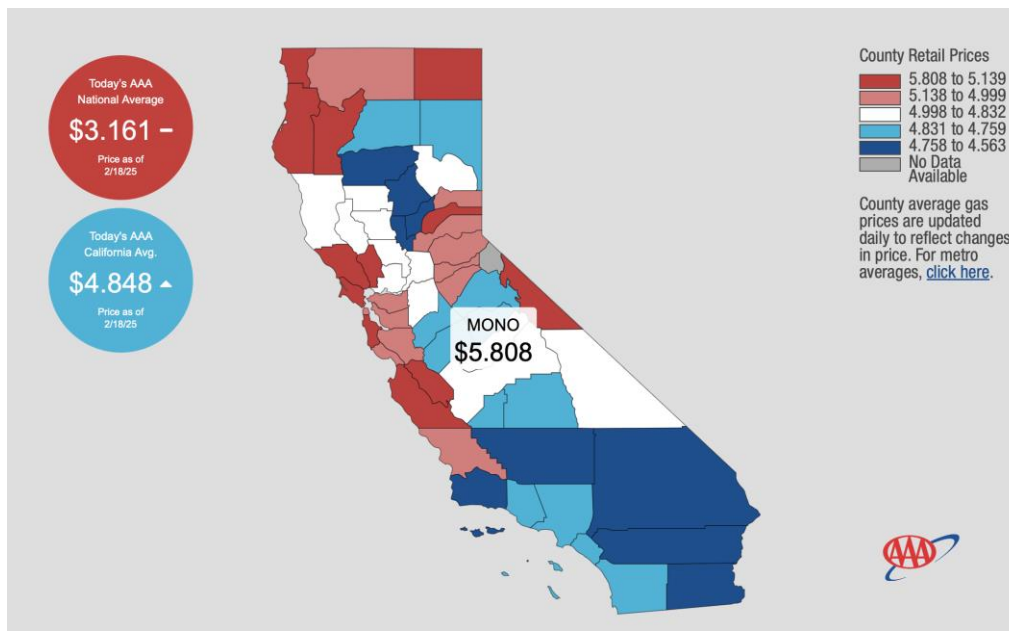 Today's AAA
National Average
$3.161 –
Price as of
2/18/25
Today's AAA
California Avg.
$4.848
Price as of
2/18/25
MONO
$5.808
County Retail Prices
5.808 to 5.139
5.138 to 4.999
4.998 to 4.832
4.831 to 4.759
4.758 to 4.563
No Data
Available
County average gas
prices are updated
daily to reflect changes
in price. For metro
averages, click here.
AAA